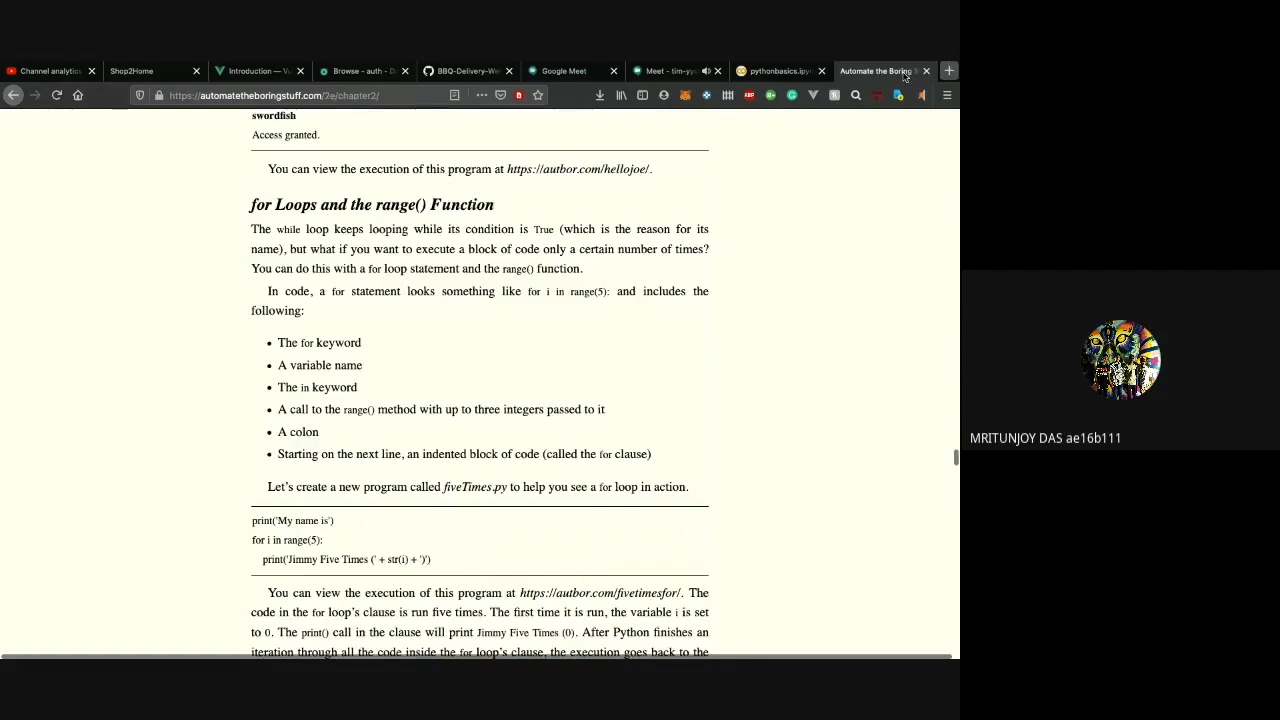 Channel analytics
Shop2Home
Introduction — Vu
Browse - auth - D
BBQ-Delivery-We
Google Meet
Meet - tim-yy
pythonbasics.ipy
Automate the Boring S
https://automatetheboringstuff.com/2e/chapter2/
ABP
swordfish
Access granted.
You can view the execution of this program at https://autbor.com/hellojoe/.
for Loops and the range() Function
The while loop keeps looping while its condition is True (which is the reason for its
name), but what if you want to execute a block of code only a certain number of times?
You can do this with a for loop statement and the range() function.
In code, a for statement looks something like for i in range(5): and includes the
following:
• The for keyword
• A variable name
• The in keyword
• A call to the range() method with up to three integers passed to it
• A colon
• Starting on the next line, an indented block of code (called the for clause)
Let's create a new program called fiveTimes.py to help you see a for loop in action.
print('My name is')
for i in range(5):
print('Jimmy Five Times (' + str(i) + ')')
You can view the execution of this program at https://autbor.com/fivetimesfor/. The
code in the for loop's clause is run five times. The first time it is run, the variable i is set
to 0. The print() call in the clause will print Jimmy Five Times (0). After Python finishes an
iteration through all the code inside the for loop's clause, the execution goes back to the
MRITUNJOY DAS ae16b111